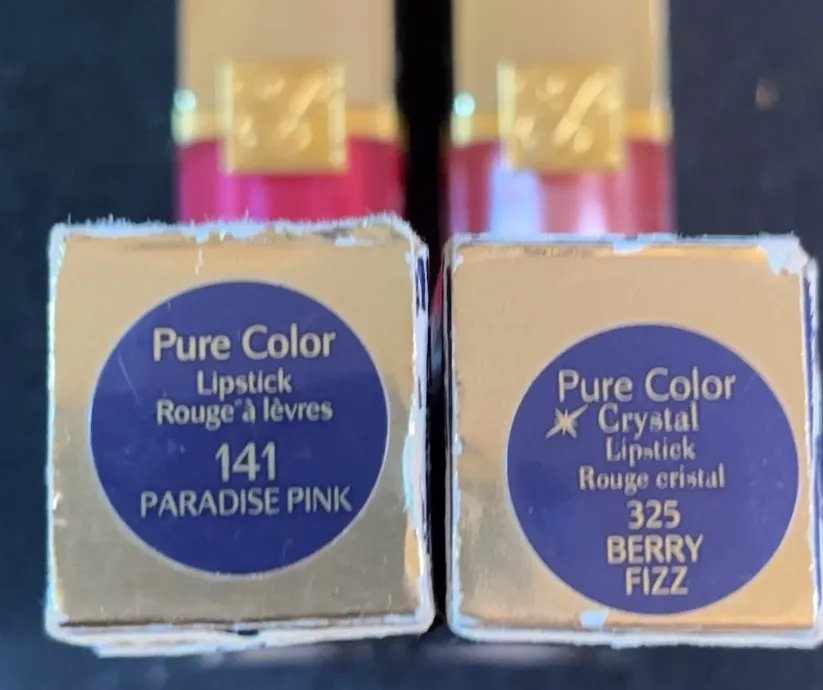 Pure Color
Lipstick
Rouge à lèvres
141
PARADISE PINK
Pure Color
Crystal
Lipstick
Rouge cristal
325
BERRY
FIZZ